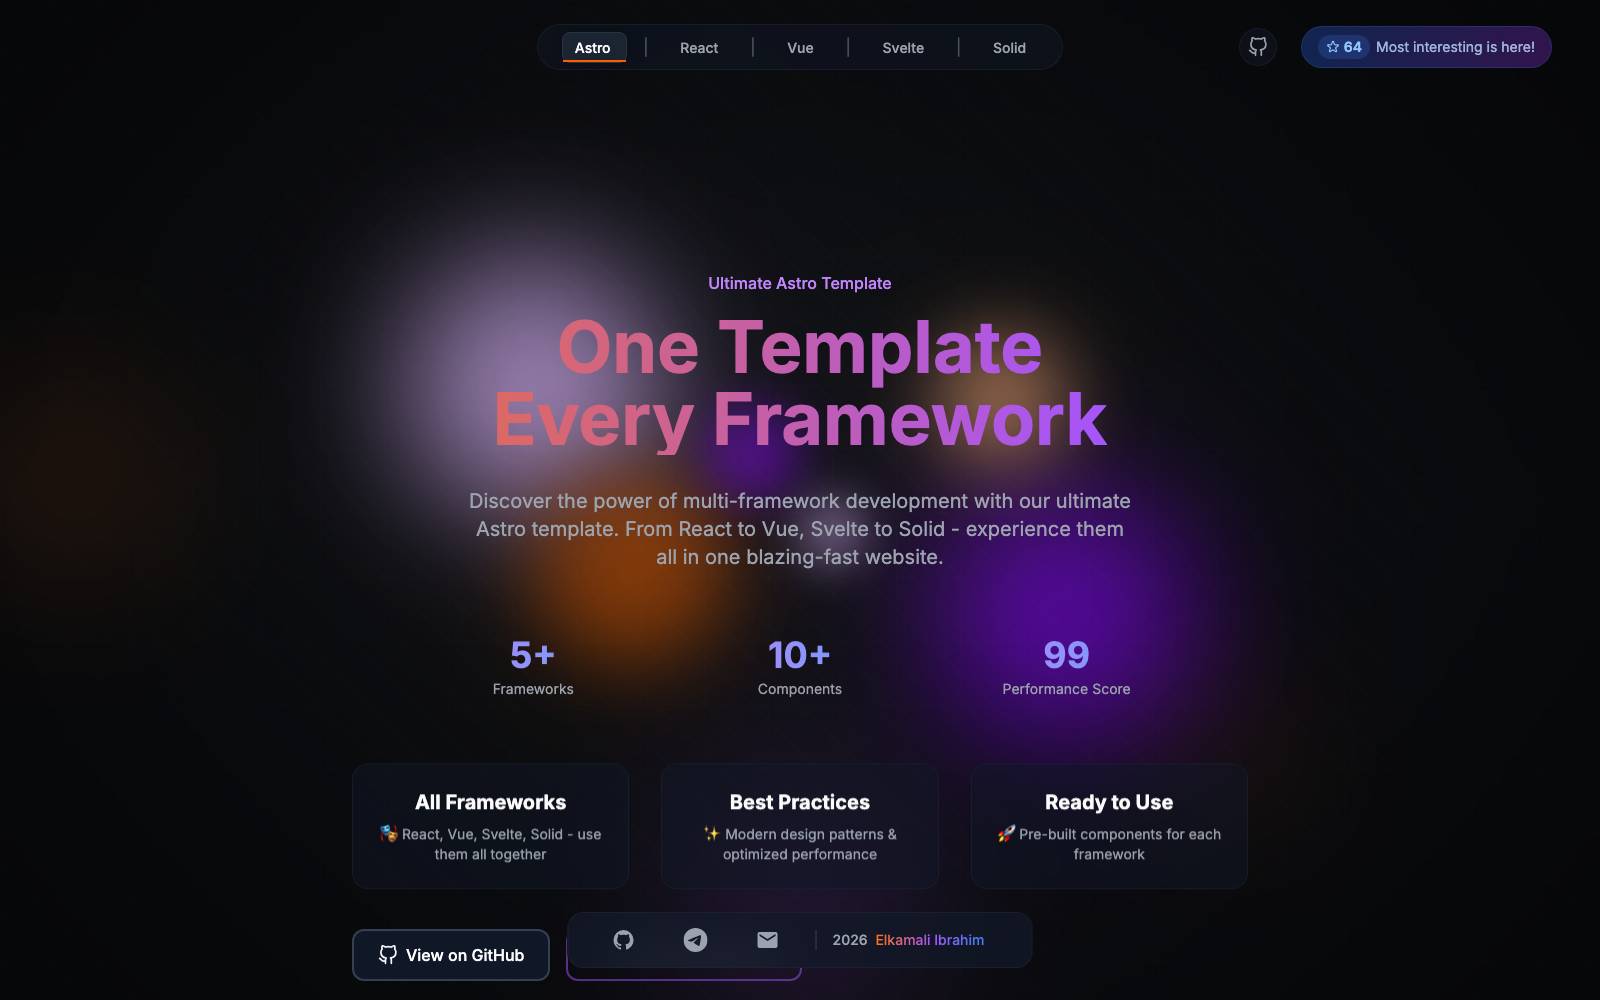 Astro
React
Vue
Svelte
Solid
64 Most interesting is here!
Ultimate Astro Template
One Template
Every Framework
Discover the power of multi-framework development with our ultimate
Astro template. From React to Vue, Svelte to Solid - experience them
all in one blazing-fast website.
5+
Frameworks
10+
Components
99
Performance Score
All Frameworks
🎭 React, Vue, Svelte, Solid - use
them all together
Best Practices
✨ Modern design patterns &
optimized performance
Ready to Use
🚀 Pre-built components for each
framework
View on GitHub
2026 Elkamali Ibrahim